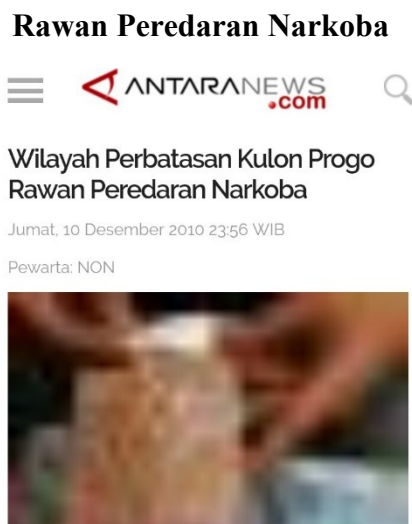 Rawan Peredaran Narkoba
ANTARANEWS
.com
Wilayah Perbatasan Kulon Progo
Rawan Peredaran Narkoba
Jumat, 10 Desember 2010 23:56 WIB
Pewarta: NON